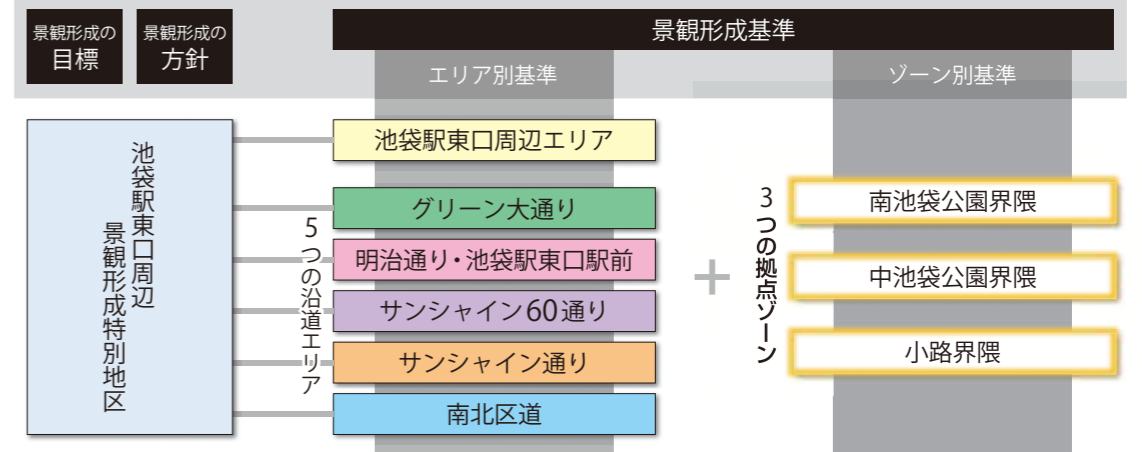 景観形成の
目標
景観形成の
方針
景観形成基準
エリア別基準
ゾーン別基準
池袋駅東口周辺
景観形成特別地区
5つの沿道エリア
池袋駅東口周辺エリア
グリーン大通り
明治通り・池袋駅東口駅前
サンシャイン60通り
サンシャイン通り
南北区道
+
3つの拠点ゾーン
南池袋公園界隈
中池袋公園界隈
小路界隈